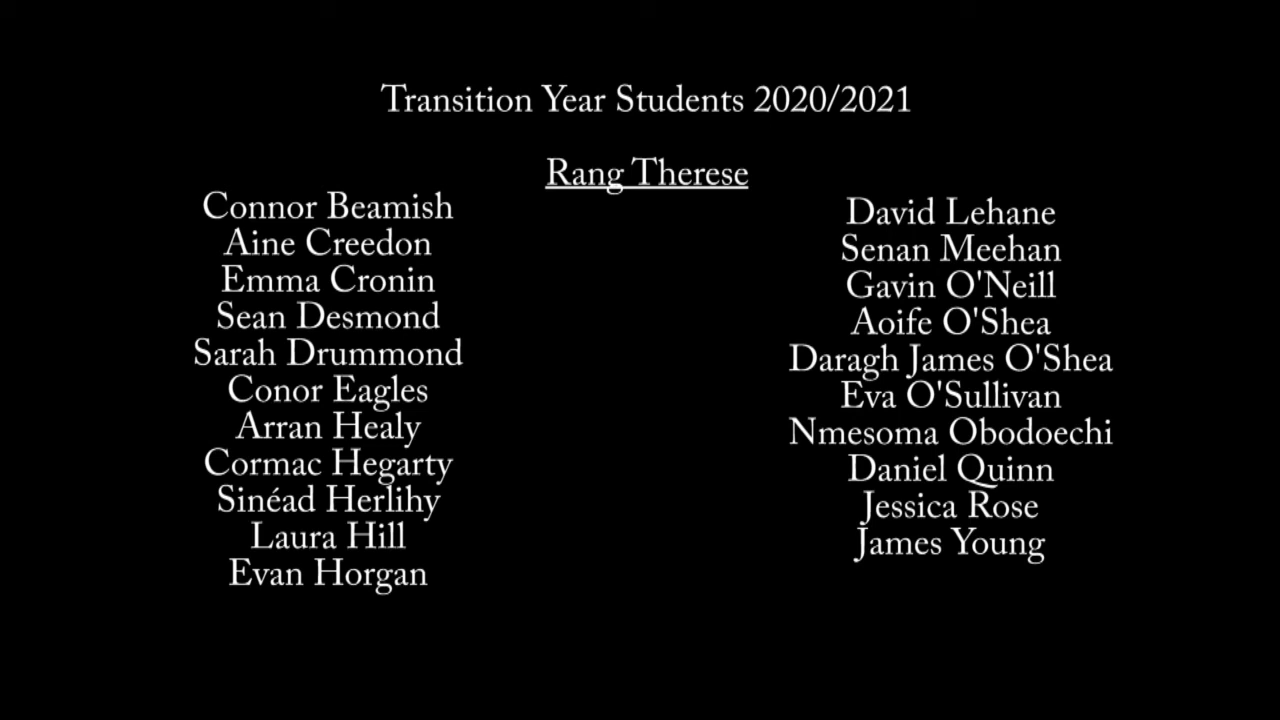 Transition Year Students 2020/2021
Rang Therese
Connor Beamish
Aine Creedon
Emma Cronin
Sean Desmond
Sarah Drummond
Conor Eagles
Arran Healy
Cormac Hegarty
Sinéad Herlihy
Laura Hill
Evan Horgan
David Lehane
Senan Meehan
Gavin O'Neill
Aoife O'Shea
Daragh James O'Shea
Eva O'Sullivan
Nmesoma Obodoechi
Daniel Quinn
Jessica Rose
James Young